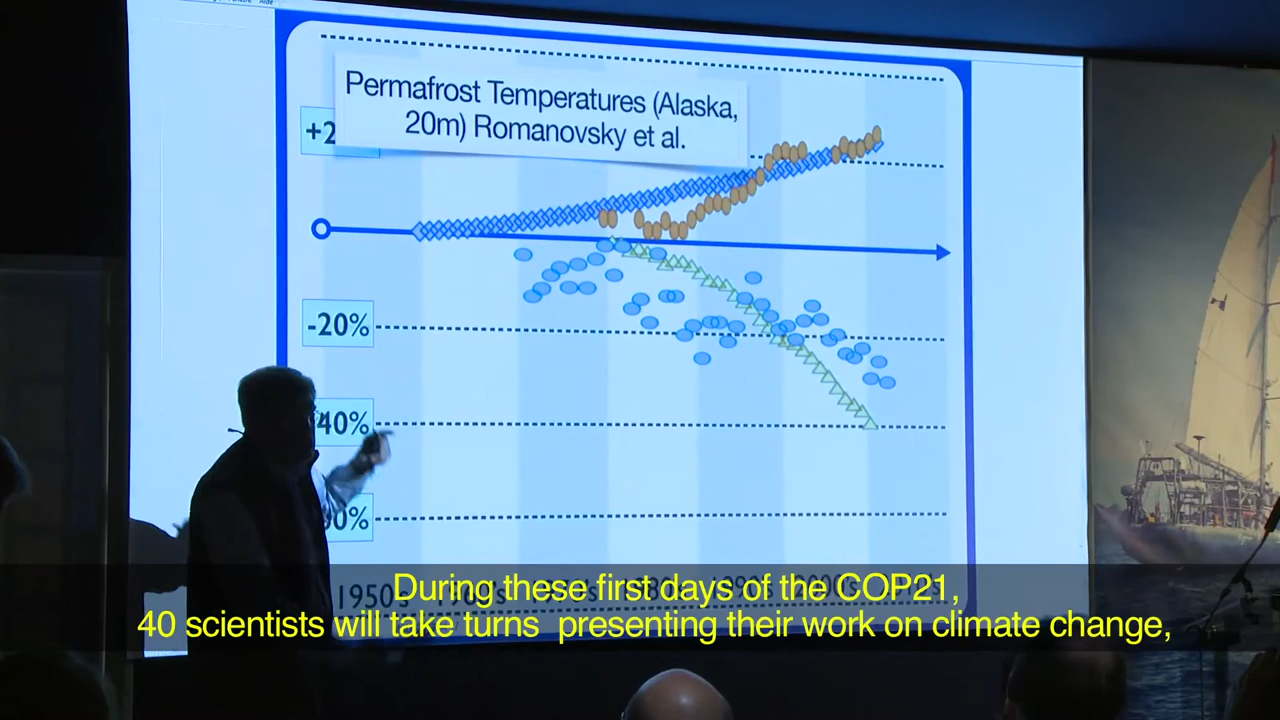 Aide
Permafrost Temperatures (Alaska,
20m) Romanovsky et al.
+2
-20%
40%
0%
1950's
During these first days of the COP21,
40 scientists will take turns presenting their work on climate change,